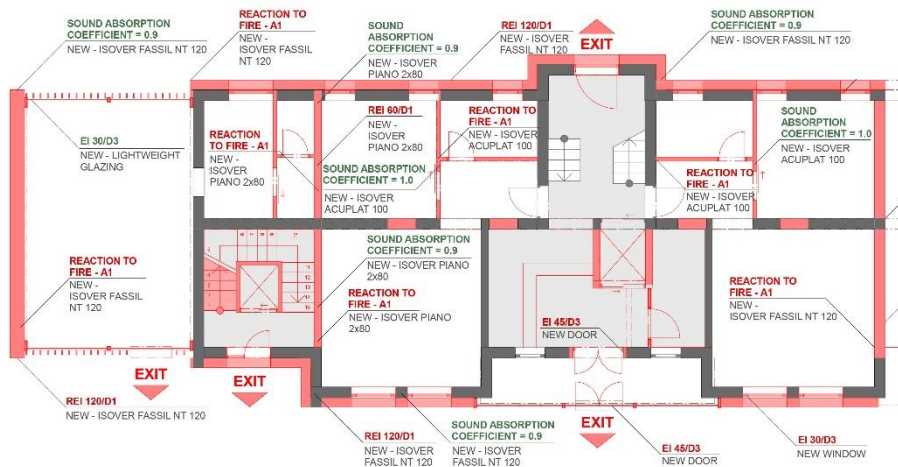 SOUND ABSORPTION
COEFFICIENT = 0.9
NEW - ISOVER FASSIL NT 120
REACTION TO
FIRE - A1
NEW -
ISOVER FASSIL
NT 120
SOUND
ABSORPTION
COEFFICIENT = 0.9
NEW - ISOVER
PIANO 2x80
REI 120/D1
NEW - ISOVER
FASSIL NT 120
EXIT
SOUND ABSORPTION
COEFFICIENT = 0.9
NEW - ISOVER FASSIL NT 120
EI 30/D3
NEW - LIGHTWEIGHT
GLAZING
REACTION
TO FIRE - A1
NEW -
ISOVER
PIANO 2x80
REI 60/D1
NEW -
ISOVER
PIANO 2x80
SOUND ABSORPTION
COEFFICIENT = 1.0
NEW -
ISOVER
ACUPLAT 100
REACTION TO
FIRE - A1
NEW - ISOVER
ACUPLAT 100
REACTION TO
FIRE - A1
NEW -
ISOVER
ACUPLAT 100
SOUND
ABSORPTION
COEFFICIENT = 1.0
NEW - ISOVER
ACUPLAT 100
REACTION TO
FIRE - A1
NEW -
ISOVER FASSIL
NT 120
SOUND ABSORPTION
COEFFICIENT = 0.9
NEW - ISOVER PIANO
2x80
REACTION TO
FIRE - A1
NEW - ISOVER PIANO
2x80
EI 45/D3
NEW DOOR
REACTION TO
FIRE - A1
NEW -
ISOVER FASSIL NT 120
EXIT
EXIT
REI 120/D1
NEW - ISOVER FASSIL NT 120
REI 120/D1
NEW - ISOVER
FASSIL NT 120
SOUND ABSORPTION
COEFFICIENT = 0.9
NEW - ISOVER
FASSIL NT 120
EXIT
EI 45/D3
NEW DOOR
EI 30/D3
NEW WINDOW